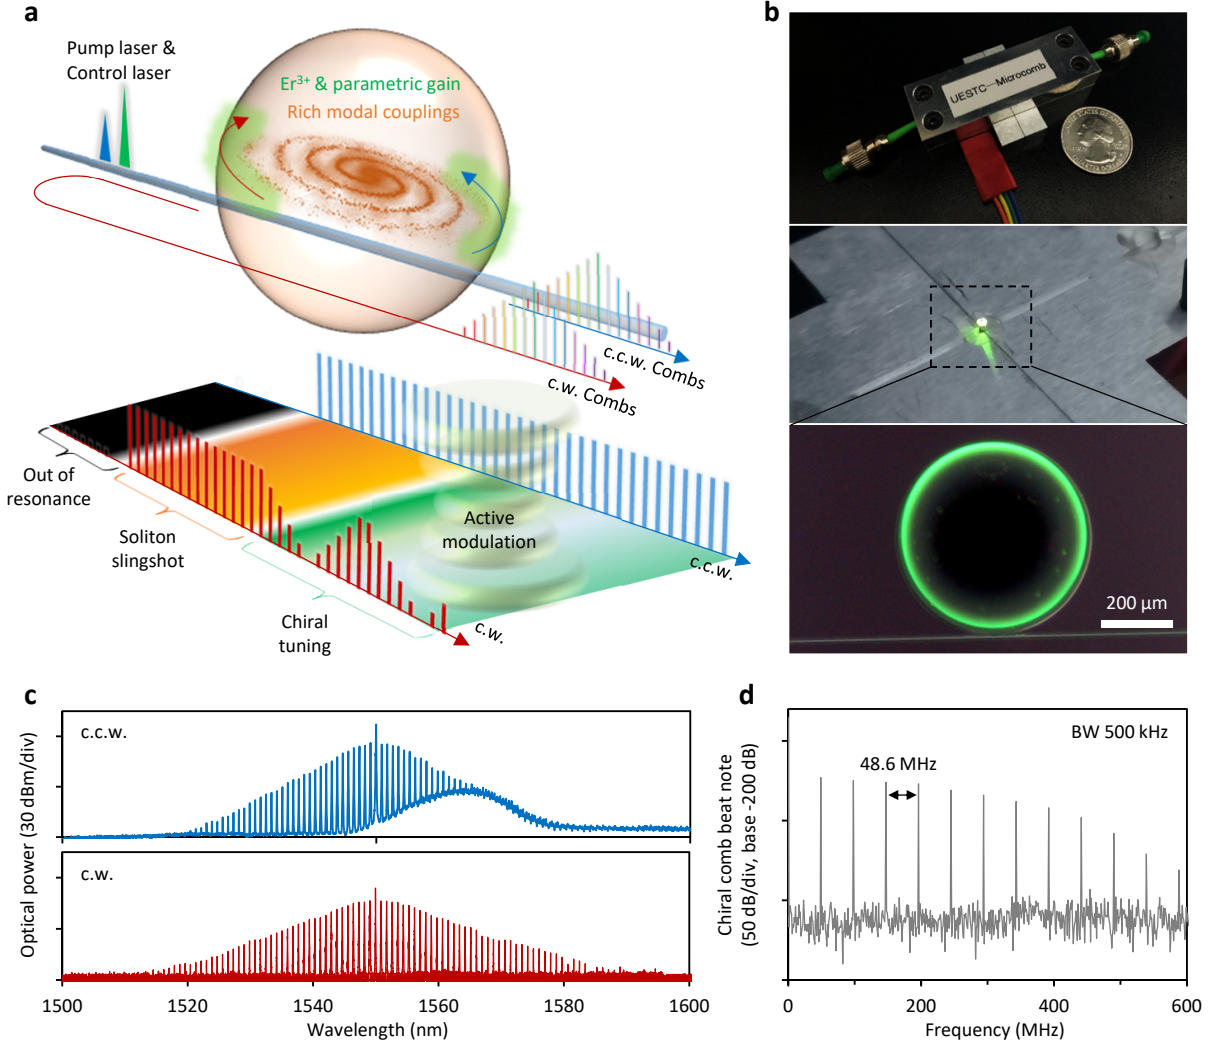 a
Pump laser &
Control laser
Er³⁺ & parametric gain
Rich modal couplings
c.c.w. Combs
c.w. Combs
Out of
resonance
Soliton
slingshot
Chiral
tuning
Active
modulation
c.c.w.
c.w.
b
UESTC—Microcomb
200 μm
c
Optical power (30 dBm/div)
c.c.w.
c.w.
1500
1520
1540
1560
1580
1600
Wavelength (nm)
d
Chiral comb beat note
(50 dB/div, base -200 dB)
BW 500 kHz
48.6 MHz
0
200
400
600
Frequency (MHz)